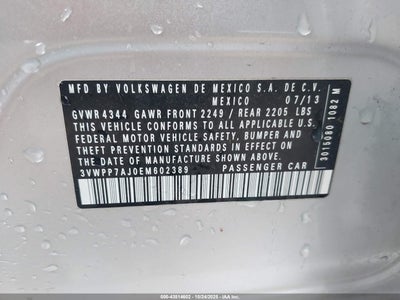 MFD BY VOLKSWAGEN DE MEXICO S.A. DE C.V.
MEXICO 07/13
GVWR 4344 GAWR FRONT 2249 / REAR 2205 LBS
THIS VEHICLE CONFORMS TO ALL APPLICABLE U.S.
FEDERAL MOTOR VEHICLE SAFETY, BUMPER AND
THEFT PREVENTION STANDARDS IN EFFECT ON THE
DATE OF MANUFACTURE SHOWN ABOVE.
3VWPP7AJ0EM602389 PASSENGER CAR
3015080 1082 M
000-43814602 - 10/24/2025 - IAA, Inc.